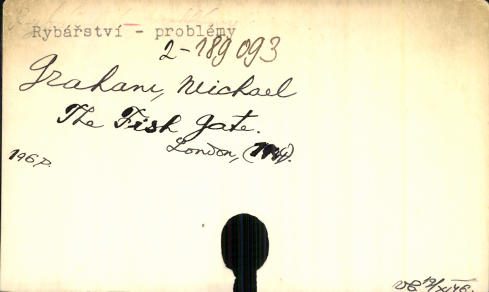 Rybářství - problémy
2-189 093
Graham, Michael
The Fish Gate.
London,
196 p.